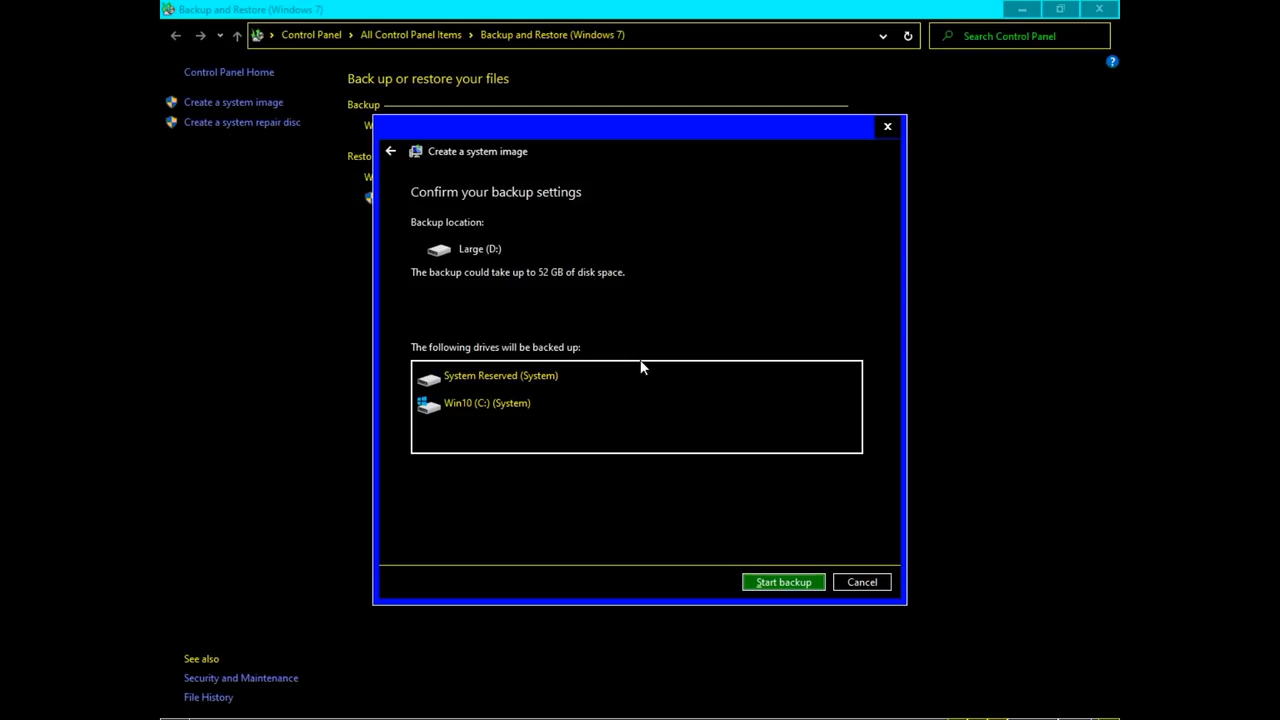 Backup and Restore (Windows 7)
Control Panel > All Control Panel Items > Backup and Restore (Windows 7)
Search Control Panel
Control Panel Home
Create a system image
Create a system repair disc
Back up or restore your files
Backup
W
Resto
W
Create a system image
Confirm your backup settings
Backup location:
Large (D:)
The backup could take up to 52 GB of disk space.
The following drives will be backed up:
System Reserved (System)
Win10 (C:) (System)
Start backup
Cancel
See also
Security and Maintenance
File History